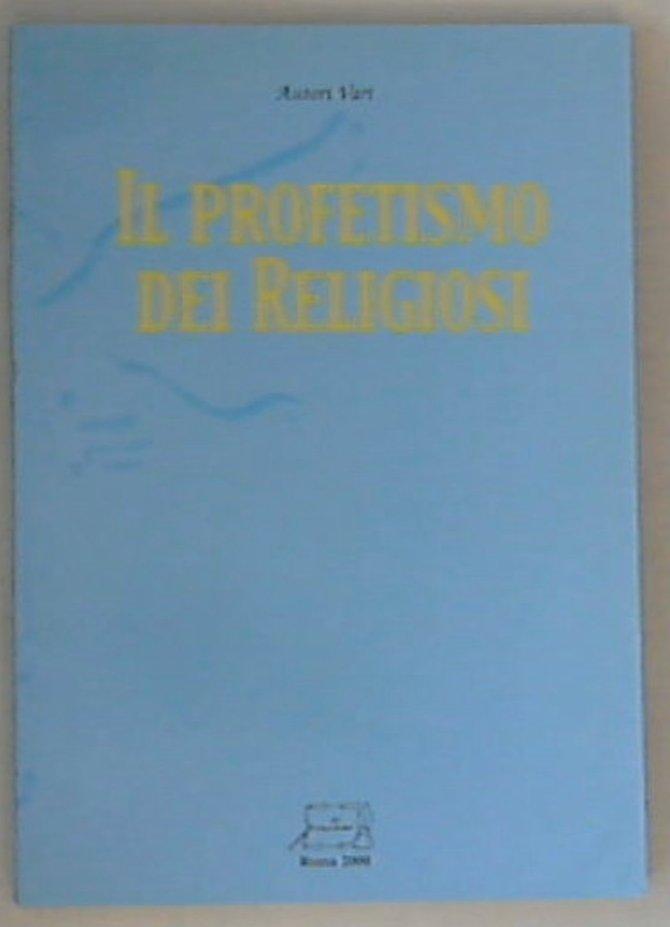 Autori Vari
IL PROFETISMO
DEI RELIGIOSI
Roma 2000